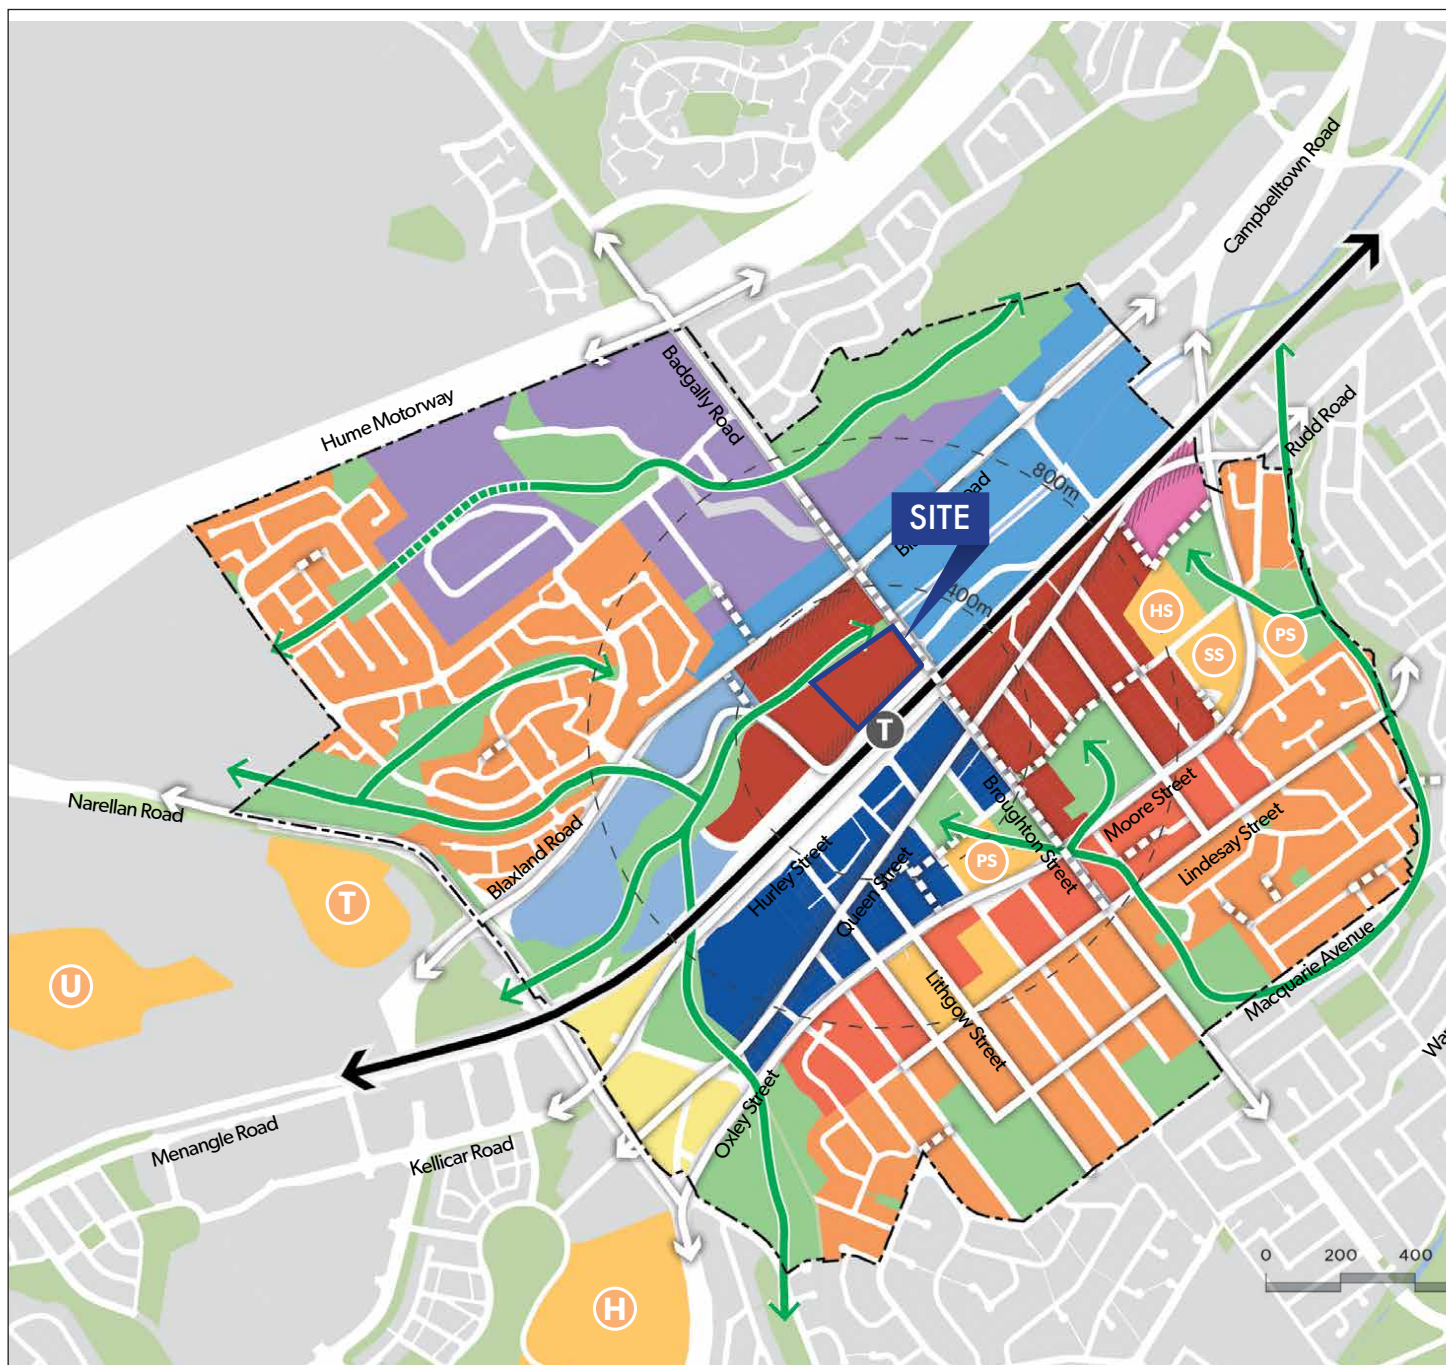 Campbelltown Road
Hume Motorway
Badgally Road
Rudd Road
800m
SITE
400m
HS
PS
SS
T
Narellan Road
Blaxland Road
Hurley Street
Queen Street
Broughton Street
Moore Street
Lindesay Street
PS
T
U
Lithgow Street
Macquarie Avenue
Menangle Road
Kellicar Road
Oxley Street
H
0 200 400